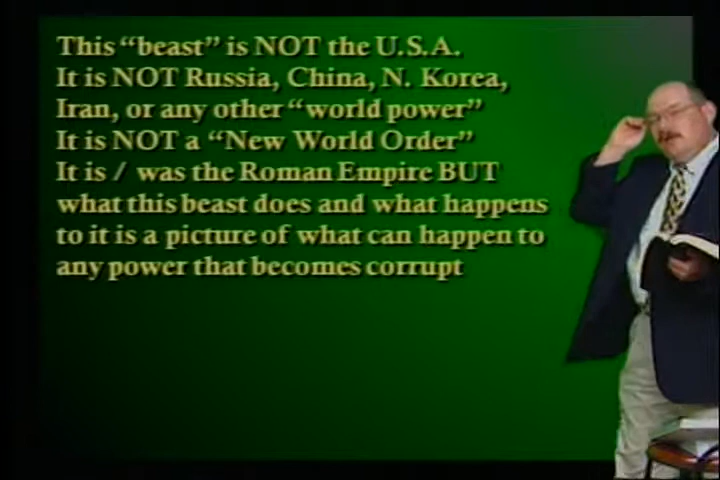 This “beast” is NOT the U.S.A.
It is NOT Russia, China, N. Korea,
Iran, or any other “world power”
It is NOT a “New World Order”
It is / was the Roman Empire BUT
what this beast does and what happens
to it is a picture of what can happen to
any power that becomes corrupt